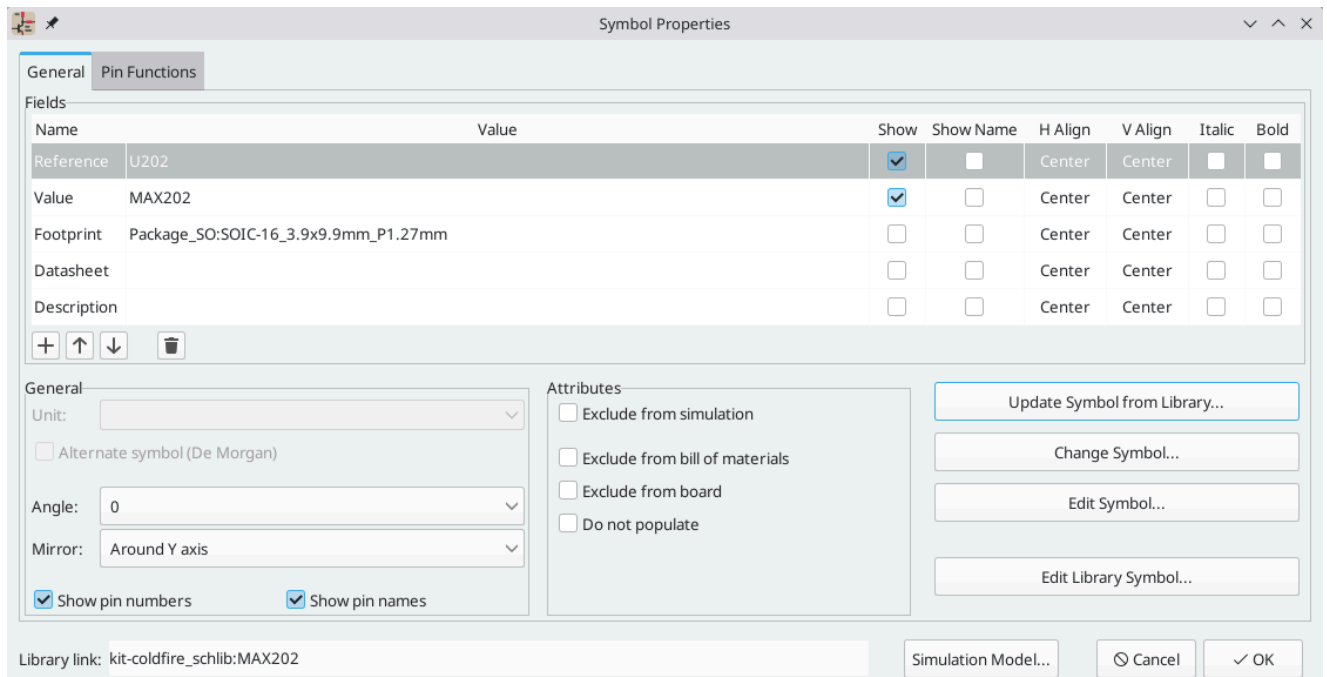 Symbol Properties
General Pin Functions
Fields
Name Value Show Show Name H Align V Align Italic Bold
Reference U202 Center Center
Value MAX202 Center Center
Footprint Package_SO:SOIC-16_3.9x9.9mm_P1.27mm Center Center
Datasheet Center Center
Description Center Center
General Attributes
Update Symbol from Library...
Unit: Exclude from simulation
Alternate symbol (De Morgan) Exclude from bill of materials Change Symbol...
Exclude from board
Angle: 0 Edit Symbol...
Do not populate
Mirror: Around Y axis
Edit Library Symbol...
Show pin numbers Show pin names
Library link: kit-coldfire_schlib:MAX202 Simulation Model... Cancel OK